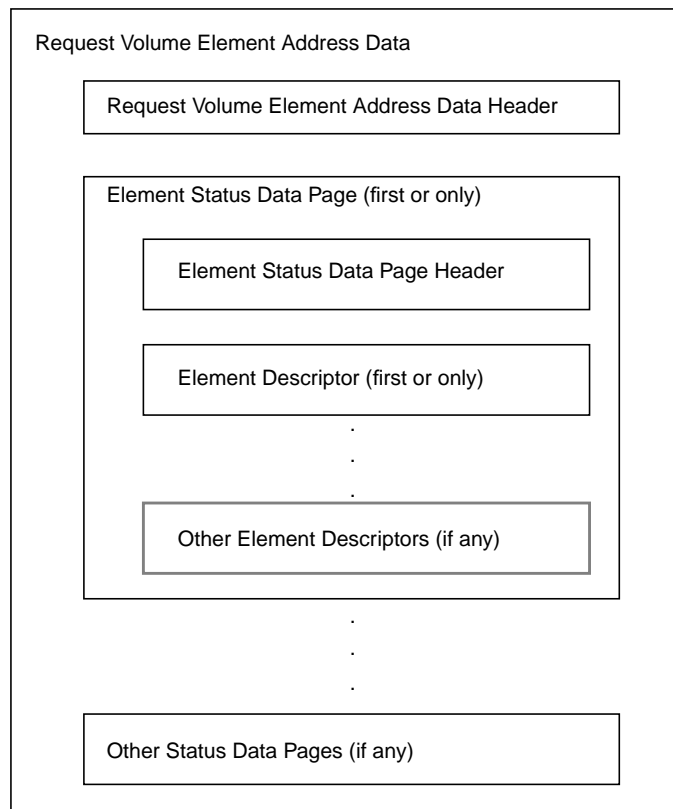 Request Volume Element Address Data
Request Volume Element Address Data Header
Element Status Data Page (first or only)
Element Status Data Page Header
Element Descriptor (first or only)
.
.
.
Other Element Descriptors (if any)
.
.
.
Other Status Data Pages (if any)